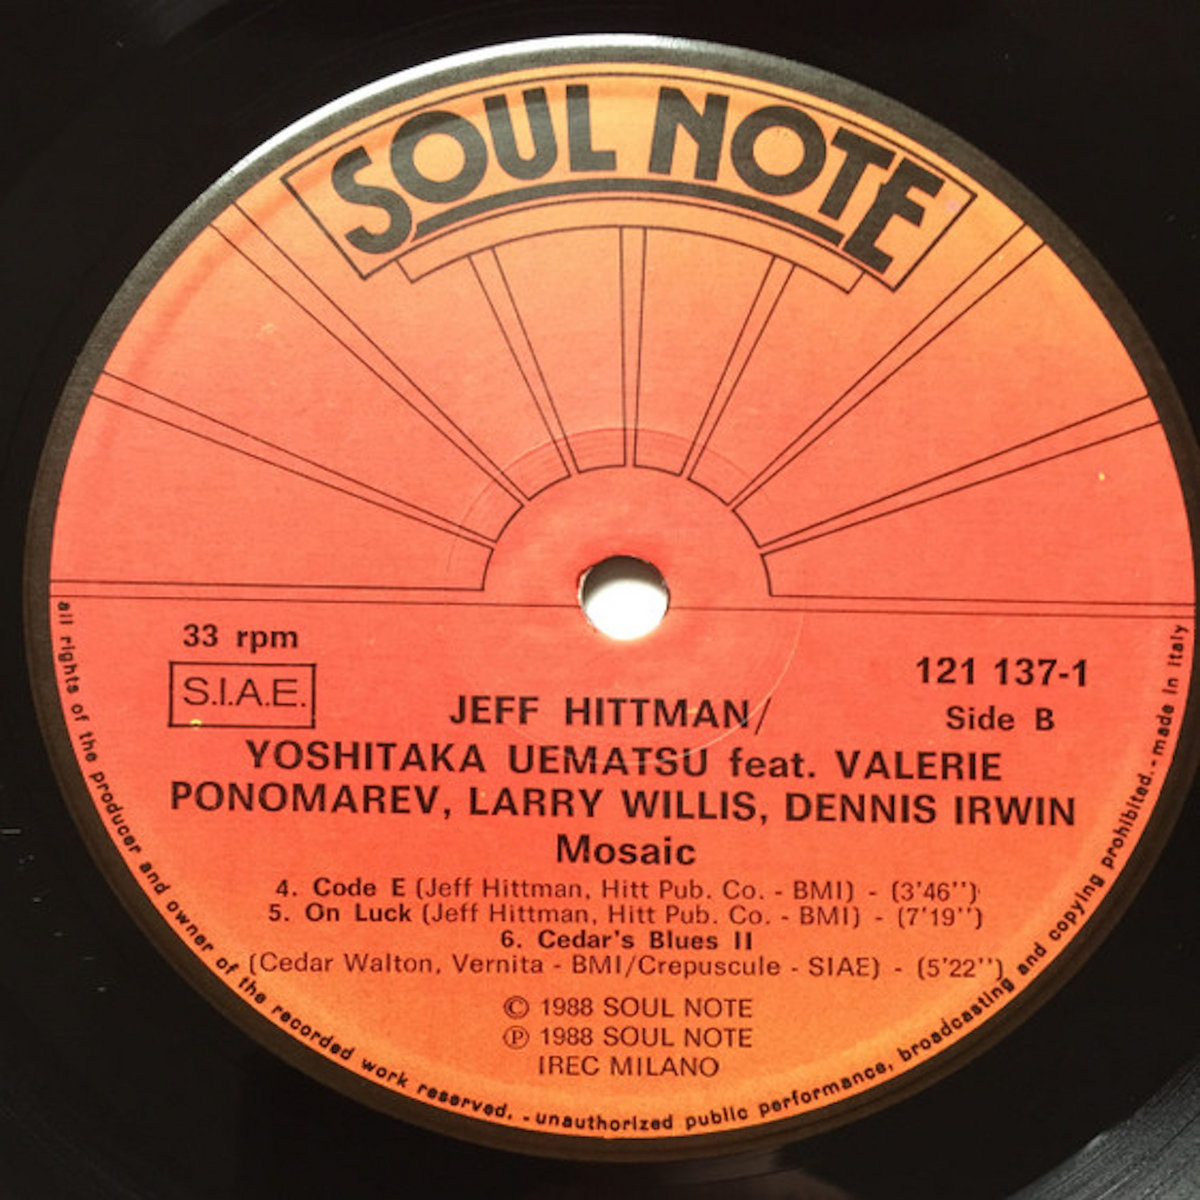 SOUL NOTE
33 rpm
S.I.A.E.
121 137-1
Side B
JEFF HITTMAN/
YOSHITAKA UEMATSU feat. VALERIE
PONOMAREV, LARRY WILLIS, DENNIS IRWIN
Mosaic
4. Code E (Jeff Hittman, Hitt Pub. Co. - BMI) - (3'46'')
5. On Luck (Jeff Hittman, Hitt Pub. Co. - BMI) - (7'19'')
6. Cedar's Blues II
(Cedar Walton, Vernita - BMI/Crepuscule - SIAE) - (5'22'')
© 1988 SOUL NOTE
℗ 1988 SOUL NOTE
IREC MILANO
all rights of the producer and owner of the recorded work reserved. - unauthorized public performance, broadcasting and copying prohibited. - made in italy